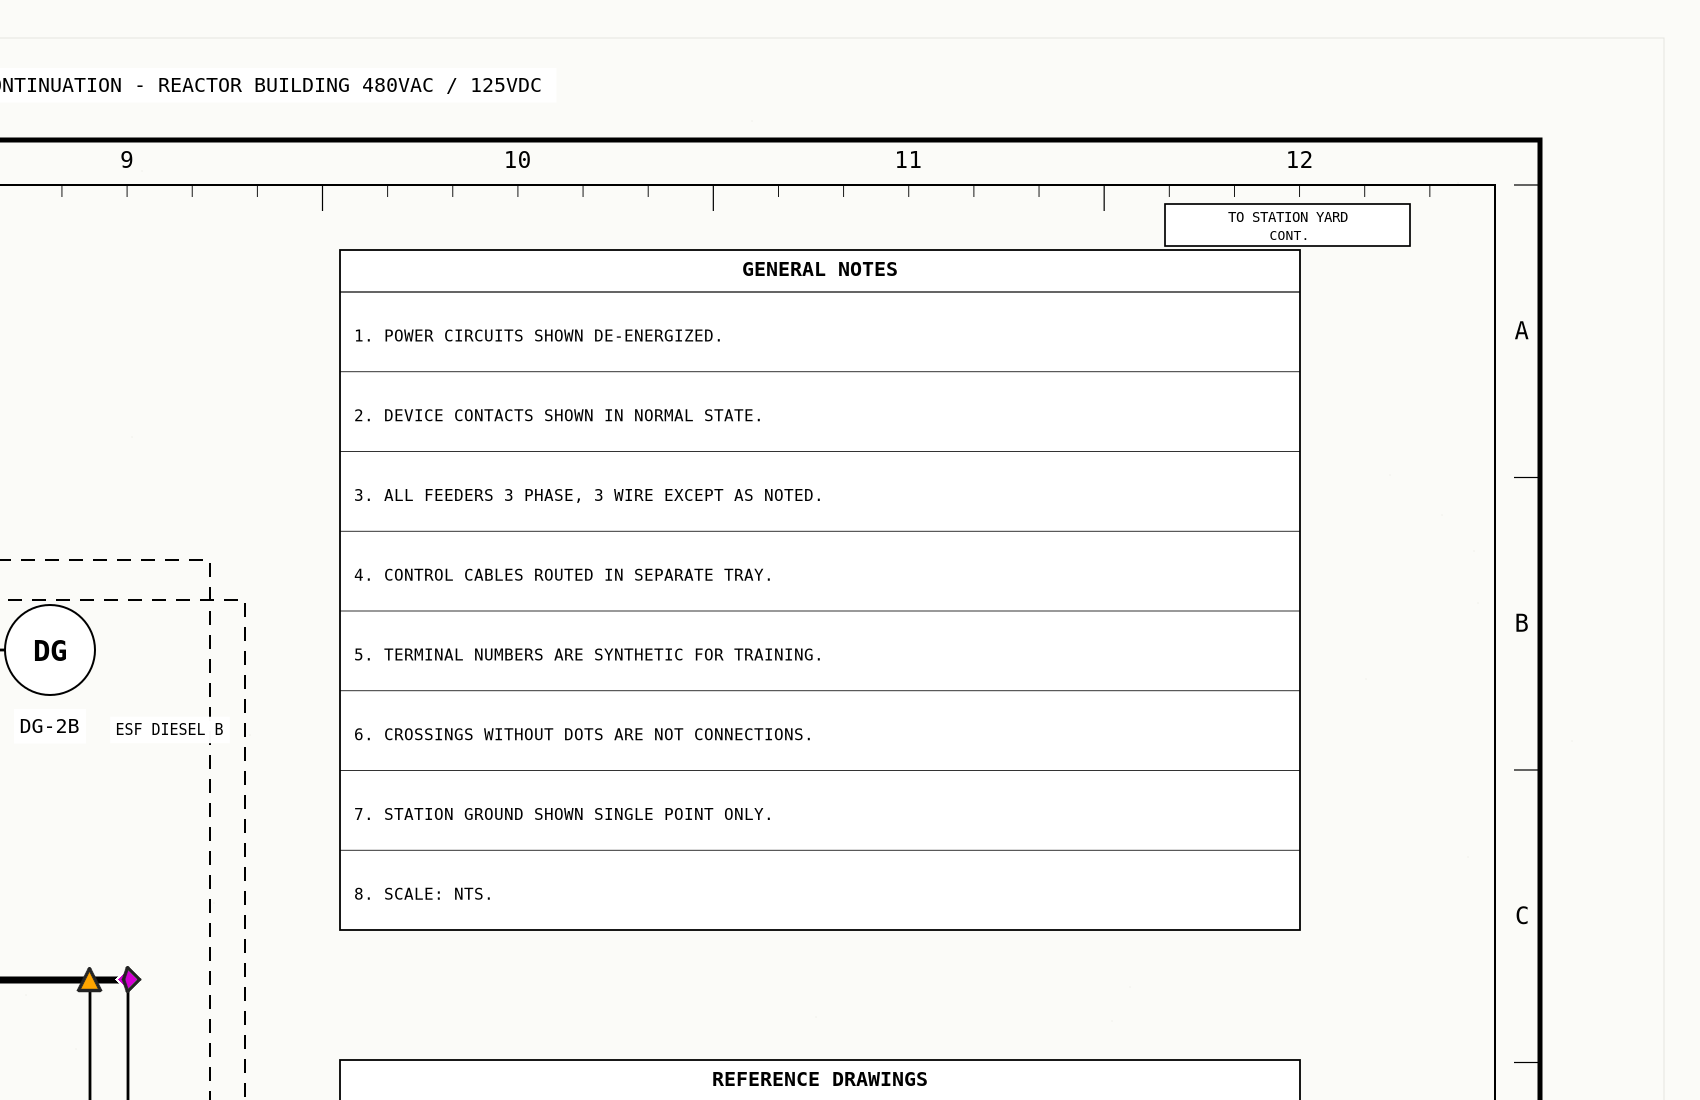 ONTINUATION - REACTOR BUILDING 480VAC / 125VDC
9 10 11 12
TO STATION YARD
CONT.
GENERAL NOTES
1. POWER CIRCUITS SHOWN DE-ENERGIZED.
A
2. DEVICE CONTACTS SHOWN IN NORMAL STATE.
3. ALL FEEDERS 3 PHASE, 3 WIRE EXCEPT AS NOTED.
4. CONTROL CABLES ROUTED IN SEPARATE TRAY.
B
5. TERMINAL NUMBERS ARE SYNTHETIC FOR TRAINING.
DG
DG-2B
ESF DIESEL B
6. CROSSINGS WITHOUT DOTS ARE NOT CONNECTIONS.
7. STATION GROUND SHOWN SINGLE POINT ONLY.
8. SCALE: NTS.
C
REFERENCE DRAWINGS